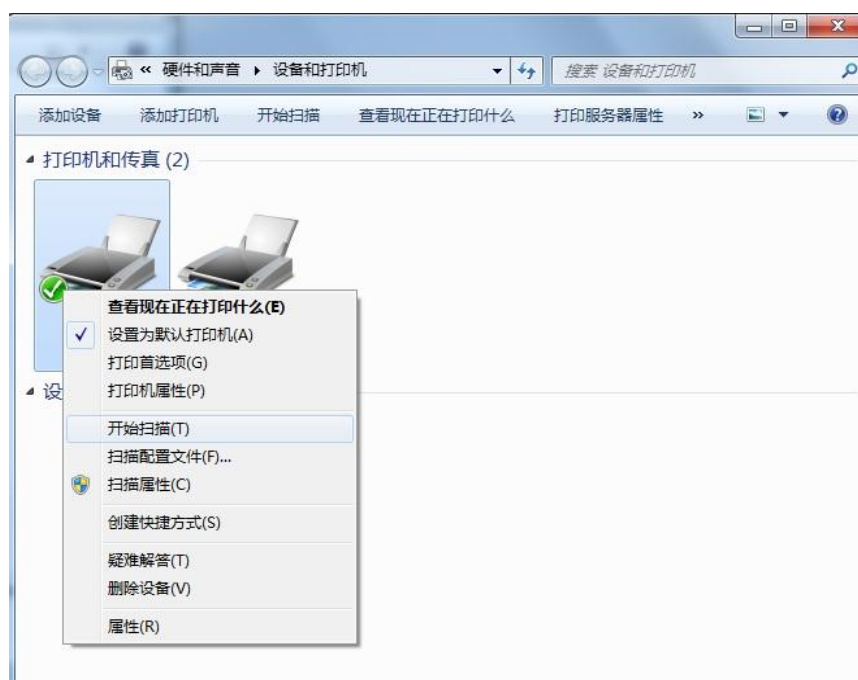 « 硬件和声音 ▸ 设备和打印机
搜索 设备和打印机
添加设备 添加打印机 开始扫描 查看现在正在打印什么 打印服务器属性 »
打印机和传真 (2)
查看现在正在打印什么(E)
设置为默认打印机(A)
打印首选项(G)
打印机属性(P)
设
开始扫描(T)
扫描配置文件(F)...
扫描属性(C)
创建快捷方式(S)
疑难解答(T)
删除设备(V)
属性(R)